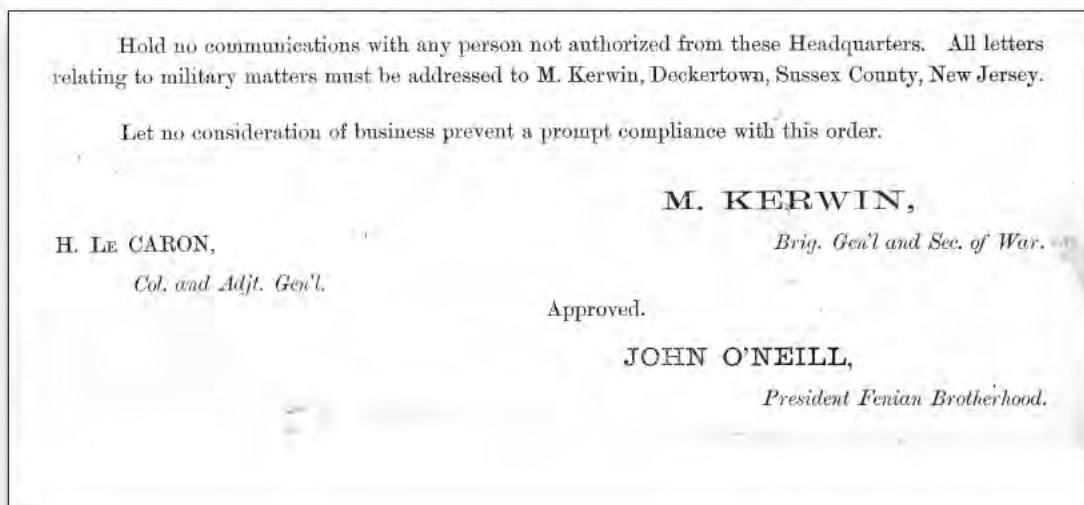 Hold no communications with any person not authorized from these Headquarters. All letters
relating to military matters must be addressed to M. Kerwin, Deckertown, Sussex County, New Jersey.
Let no consideration of business prevent a prompt compliance with this order.
M. KERWIN,
Brig. Gen'l and Sec. of War.
H. LE CARON,
Col. and Adjt. Gen'l.
Approved.
JOHN O'NEILL,
President Fenian Brotherhood.